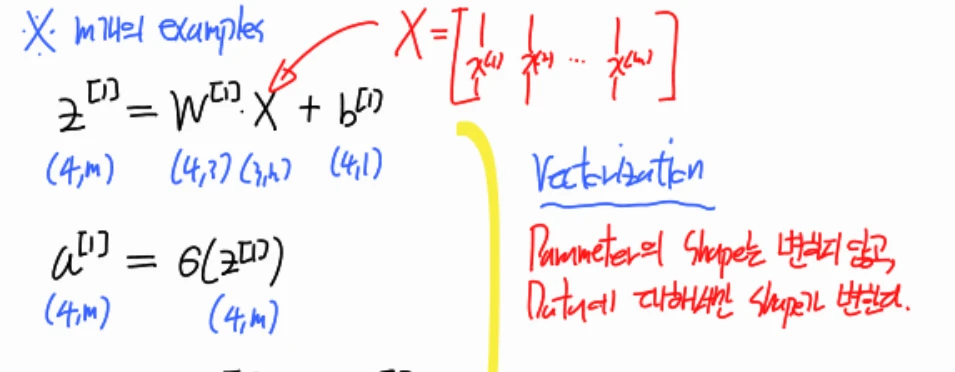 ※ m개의 examples
X = [x⁽¹⁾ x⁽²⁾ ... x⁽ᵐ⁾]
z^[1] = W^[1] · X + b^[1]
(4,m) (4,3) (3,m) (4,1)
Vectorization
a^[1] = σ(z^[1])
(4,m) (4,m)
Parameter의 shape는 변하지 않고,
Data에 대해서만 shape가 변한다.